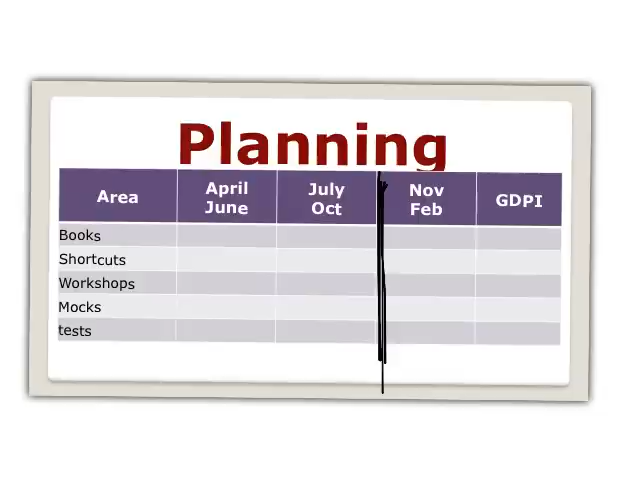 Planning
Area
April
June
July
Oct
Nov
Feb
GDPI
Books
Shortcuts
Workshops
Mocks
tests